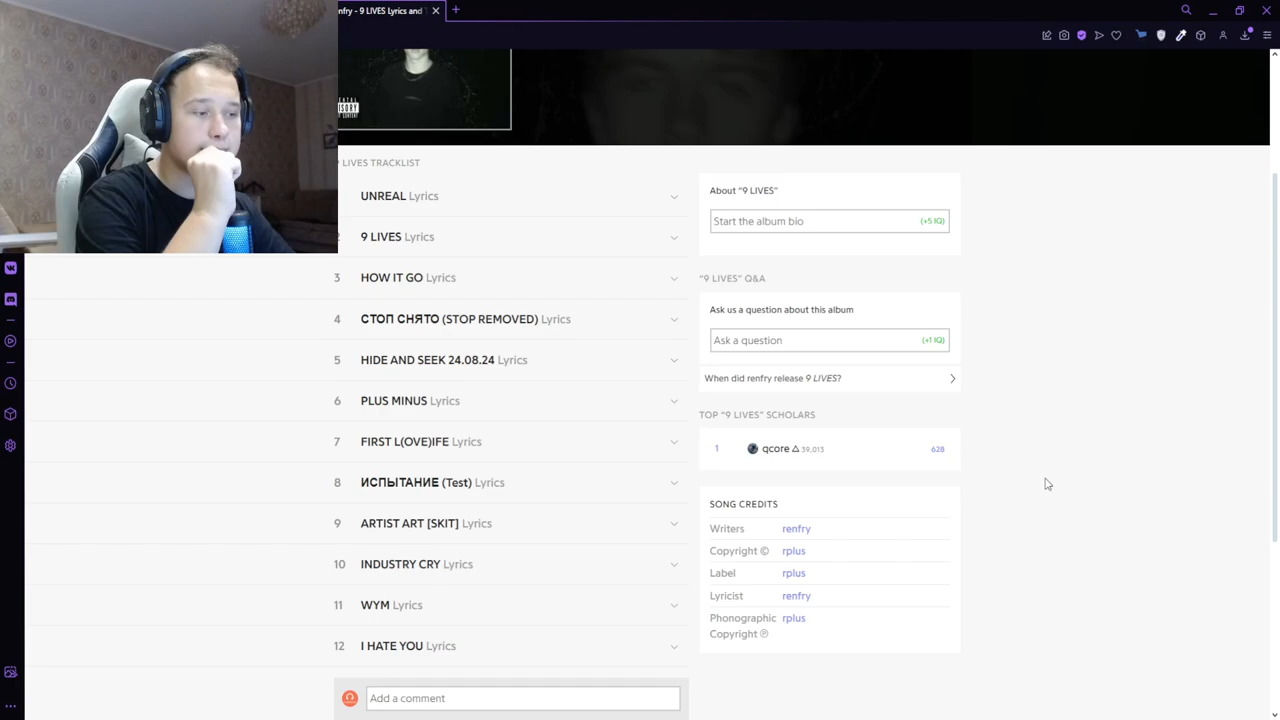 nfry - 9 LIVES Lyrics and
ISORY
9 LIVES TRACKLIST
UNREAL Lyrics
9 LIVES Lyrics
3 HOW IT GO Lyrics
4 СТОП СНЯТО (STOP REMOVED) Lyrics
5 HIDE AND SEEK 24.08.24 Lyrics
6 PLUS MINUS Lyrics
7 FIRST L(OVE)IFE Lyrics
8 ИСПЫТАНИЕ (Test) Lyrics
9 ARTIST ART [SKIT] Lyrics
10 INDUSTRY CRY Lyrics
11 WYM Lyrics
12 I HATE YOU Lyrics
Add a comment
About “9 LIVES”
Start the album bio (+5 IQ)
“9 LIVES” Q&A
Ask us a question about this album
Ask a question (+1 IQ)
When did renfry release 9 LIVES?
TOP “9 LIVES” SCHOLARS
1 qcore 39,013 628
SONG CREDITS
Writers renfry
Copyright © rplus
Label rplus
Lyricist renfry
Phonographic rplus
Copyright ℗